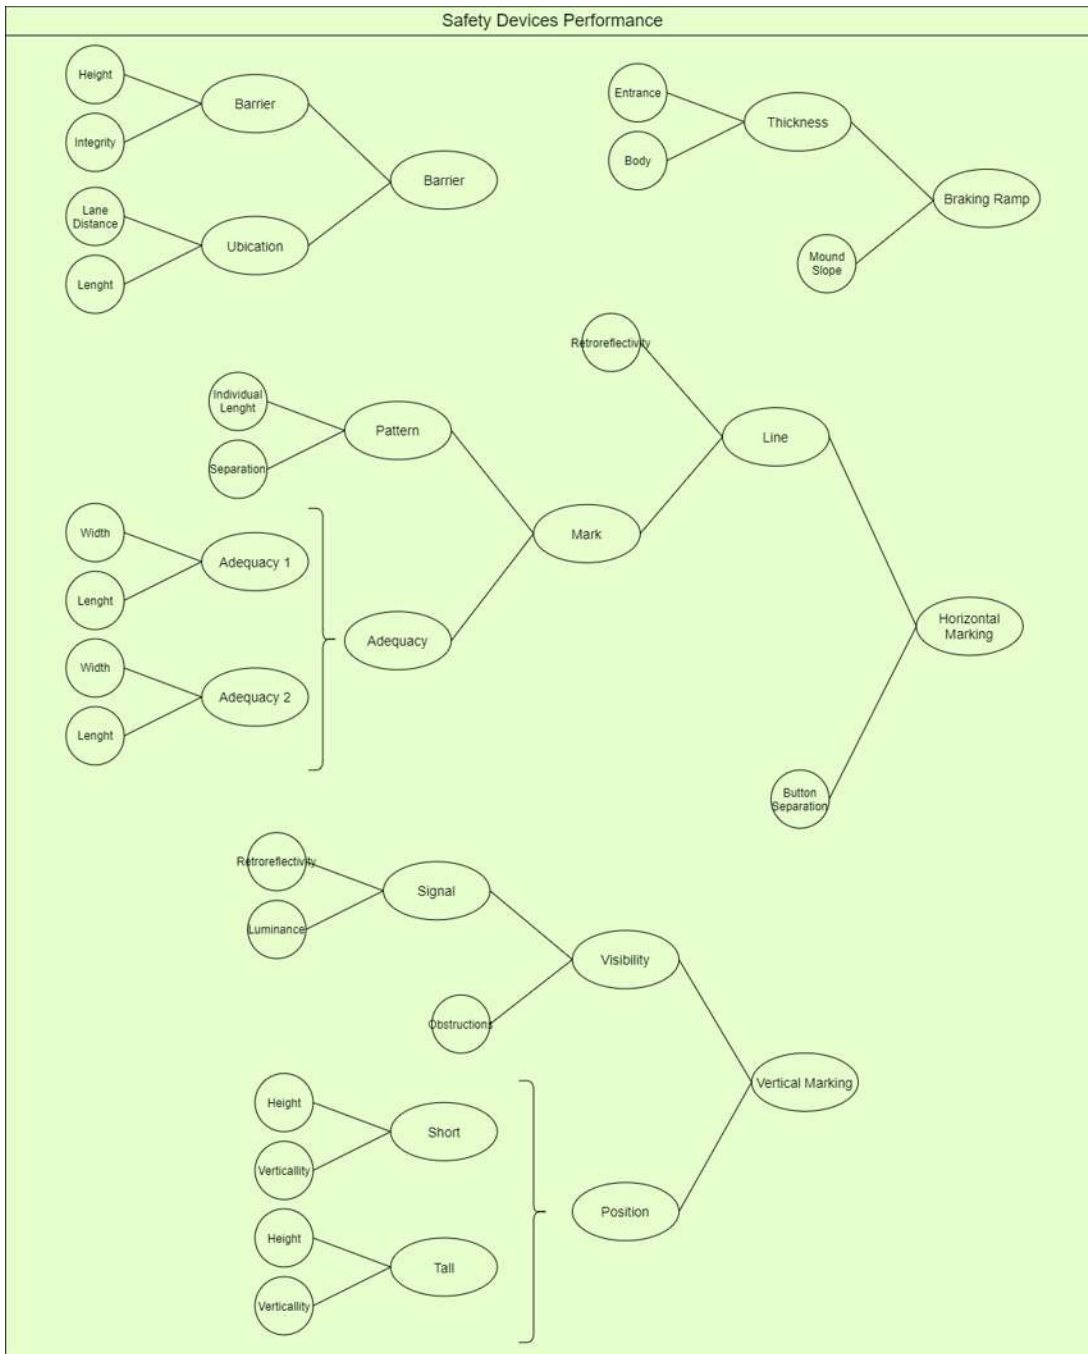 Safety Devices Performance
Height
Barrier
Integrity
Barrier
Lane
Distance
Ubication
Lenght
Entrance
Thickness
Body
Braking Ramp
Mound
Slope
Retroreflectivity
Individual
Lenght
Pattern
Separation
Line
Width
Adequacy 1
Lenght
Mark
Width
Adequacy 2
Lenght
Adequacy
Horizontal
Marking
Button
Separation
Retroreflectivity
Signal
Luminance
Visibility
Obstructions
Vertical Marking
Height
Short
Verticallity
Position
Height
Tall
Verticallity